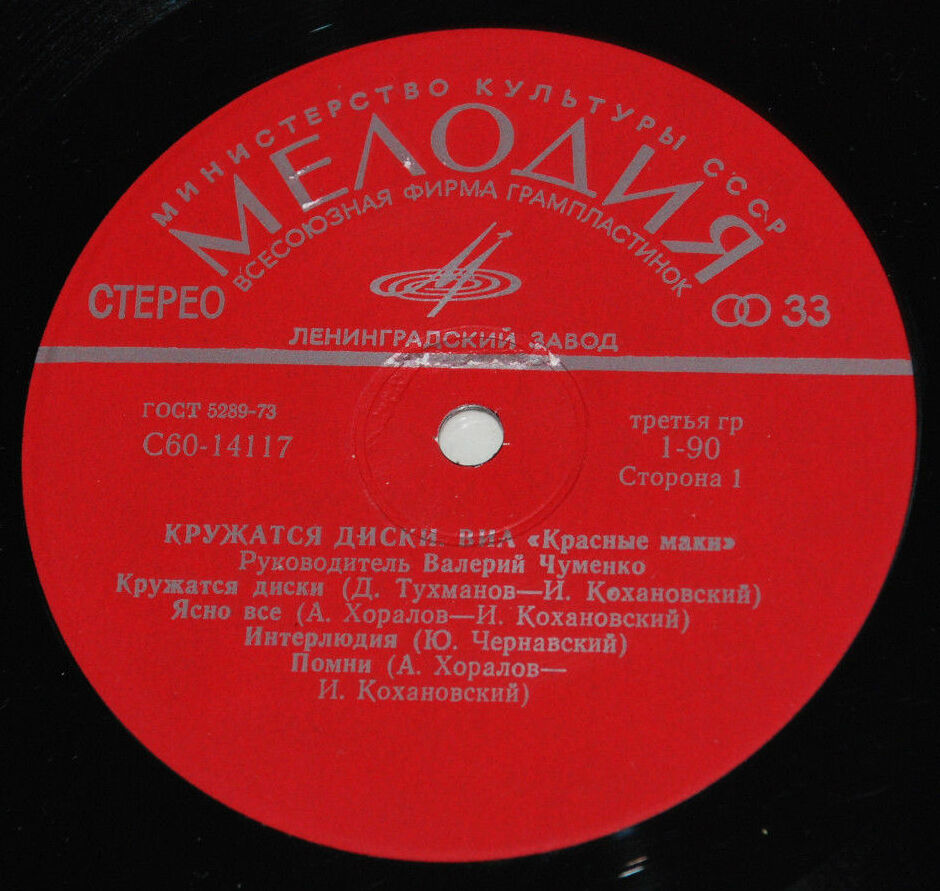 МИНИСТЕРСТВО КУЛЬТУРЫ СССР
МЕЛОДИЯ
ВСЕСОЮЗНАЯ ФИРМА ГРАМПЛАСТИНОК
СТЕРЕО
33
ЛЕНИНГРАДСКИЙ ЗАВОД
ГОСТ 5289-73
С60-14117
третья гр
1-90
Сторона 1
КРУЖАТСЯ ДИСКИ. ВИА «Красные маки»
Руководитель Валерий Чуменко
Кружатся диски (Д. Тухманов—И. Кохановский)
Ясно все (А. Хоралов—И. Кохановский)
Интерлюдия (Ю. Чернавский)
Помни (А. Хоралов—
И. Кохановский)